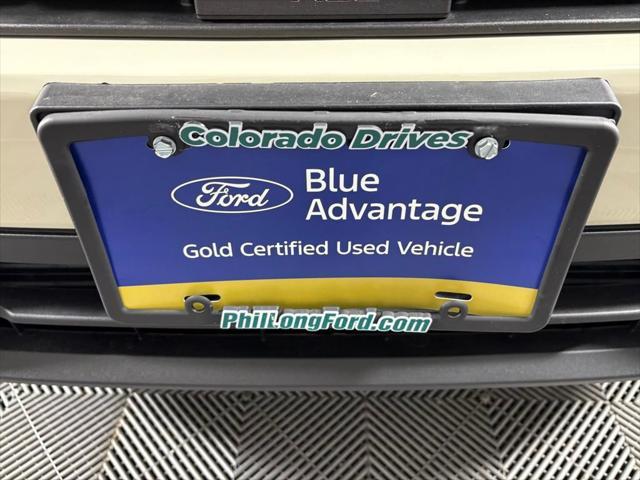 Colorado Drives
Ford
Blue
Advantage
Gold Certified Used Vehicle
PhilLongFord.com